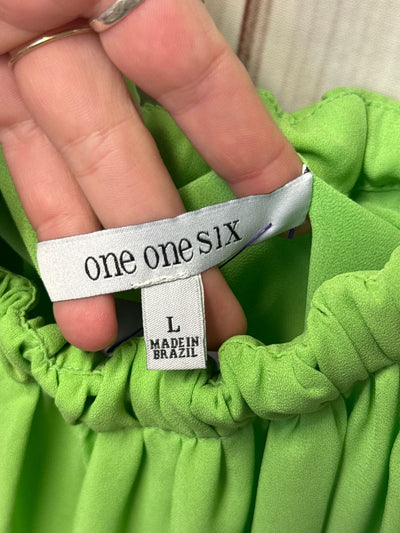 one one six
L
MADE IN
BRAZIL